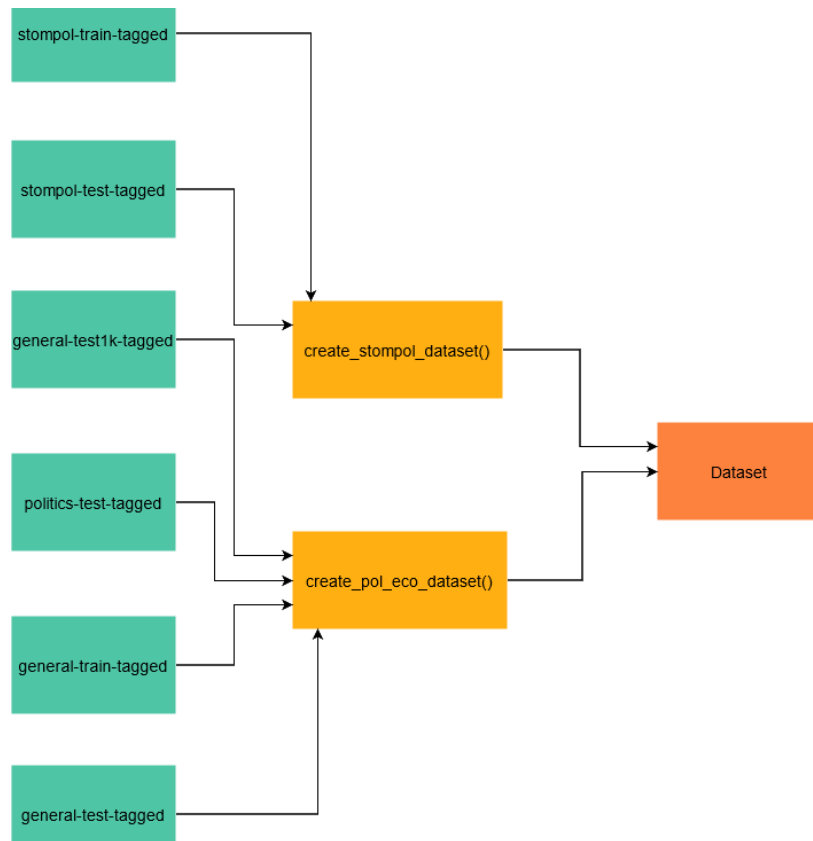 stompol-train-tagged
stompol-test-tagged
general-test1k-tagged
create_stompol_dataset()
Dataset
politics-test-tagged
create_pol_eco_dataset()
general-train-tagged
general-test-tagged